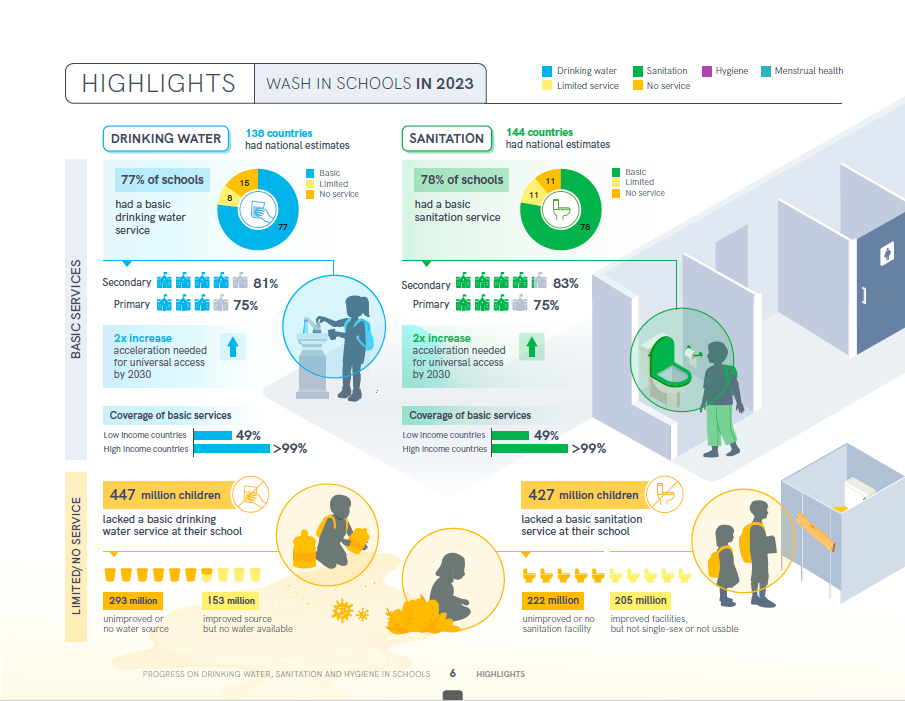 HIGHLIGHTS
WASH IN SCHOOLS IN 2023
Drinking water
Sanitation
Hygiene
Menstrual health
Limited service
No service
DRINKING WATER
138 countries
had national estimates
SANITATION
144 countries
had national estimates
BASIC SERVICES
77% of schools
had a basic
drinking water
service
15
8
77
Basic
Limited
No service
78% of schools
had a basic
sanitation service
11
11
78
Basic
Limited
No service
Secondary
81%
Primary
75%
Secondary
83%
Primary
75%
2x increase
acceleration needed
for universal access
by 2030
2x increase
acceleration needed
for universal access
by 2030
Coverage of basic services
Low income countries
49%
High income countries
>99%
Coverage of basic services
Low income countries
49%
High income countries
>99%
LIMITED/NO SERVICE
447 million children
lacked a basic drinking
water service at their school
293 million
unimproved or
no water source
153 million
improved source
but no water available
427 million children
lacked a basic sanitation
service at their school
222 million
unimproved or no
sanitation facility
205 million
improved facilities,
but not single-sex or not usable
PROGRESS ON DRINKING WATER, SANITATION AND HYGIENE IN SCHOOLS
6
HIGHLIGHTS